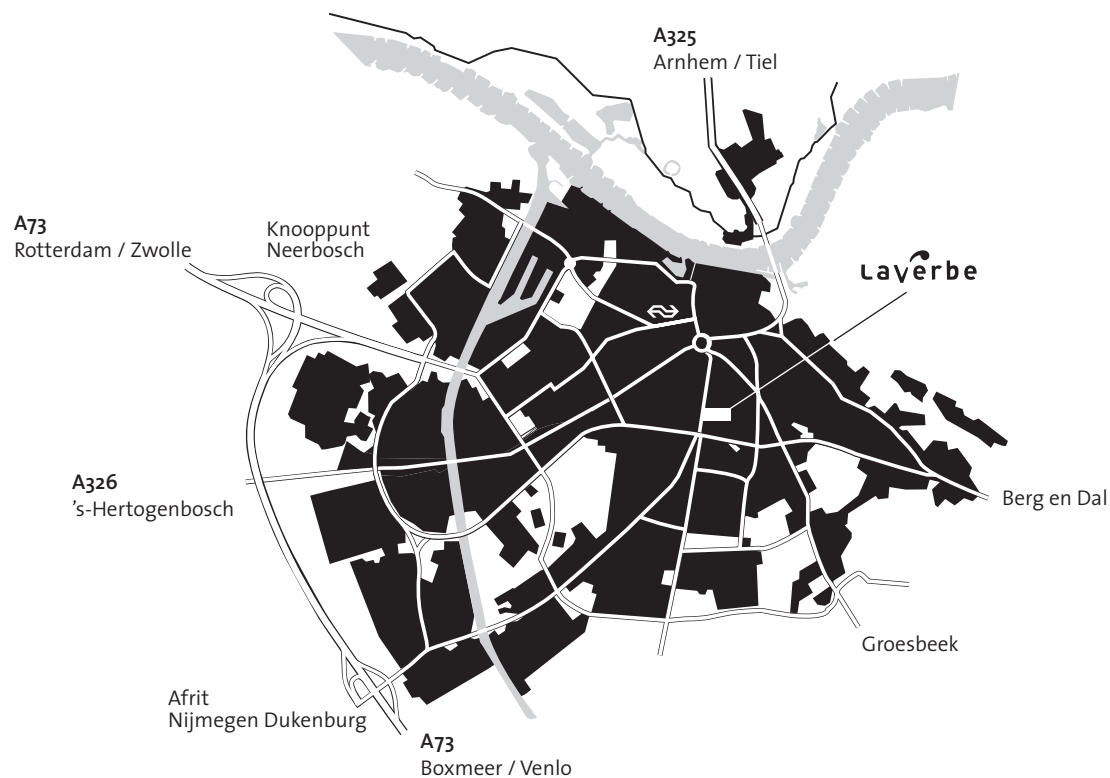 A325
Arnhem / Tiel
A73
Rotterdam / Zwolle
Knooppunt
Neerbosch
Laverbe
A326
's-Hertogenbosch
Berg en Dal
Groesbeek
Afrit
Nijmegen Dukenburg
A73
Boxmeer / Venlo